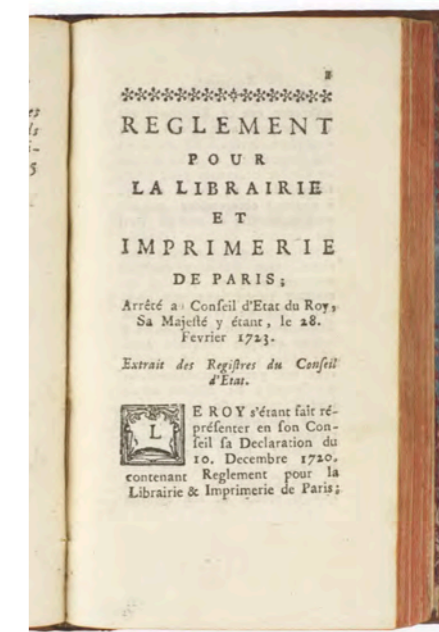 REGLEMENT
POUR
LA LIBRAIRIE
ET
IMPRIMERIE
DE PARIS;
Arrêté a Conſeil d'Etat du Roy,
Sa Majeſté y étant, le 28.
Fevrier 1723.
Extrait des Regiſtres du Conſeil
d'Etat.
LE ROY s'étant fait ré-
préſenter en ſon Con-
ſeil ſa Declaration du
10. Decembre 1720.
contenant Reglement pour la
Librairie & Imprimerie de Paris;